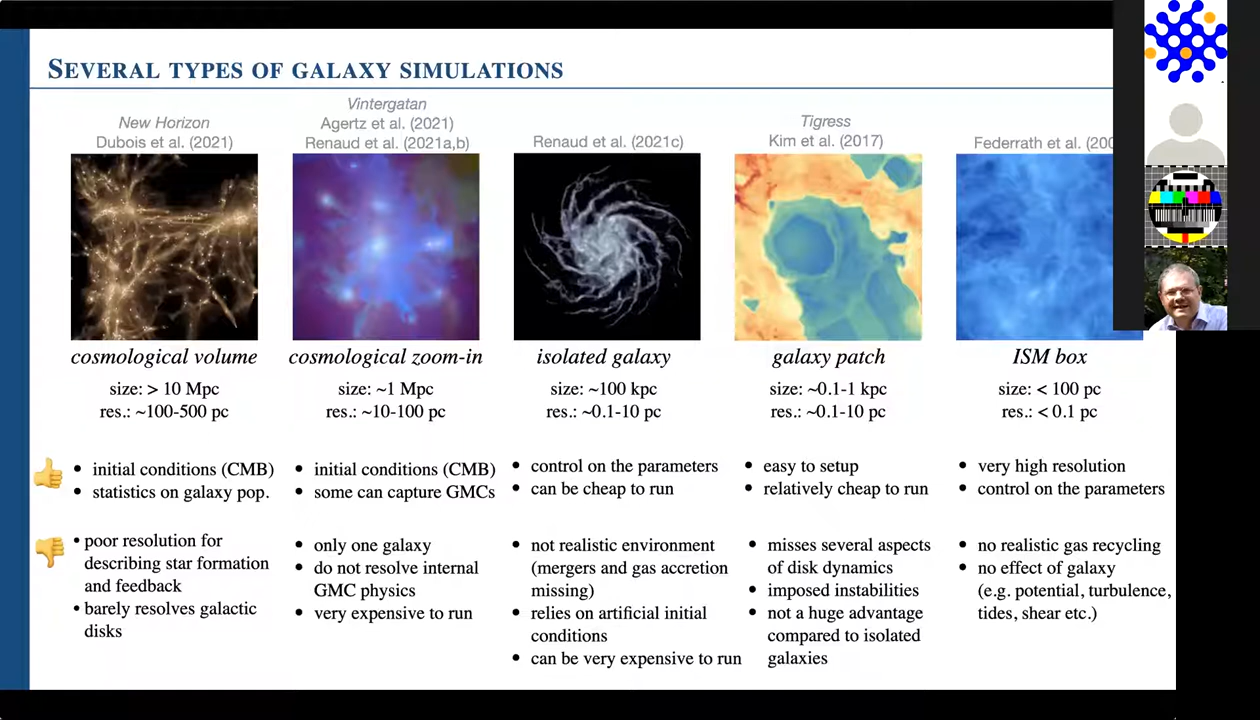 SEVERAL TYPES OF GALAXY SIMULATIONS
New Horizon
Dubois et al. (2021)
cosmological volume
size: > 10 Mpc
res.: ~100-500 pc
• initial conditions (CMB)
• statistics on galaxy pop.
• poor resolution for
describing star formation
and feedback
• barely resolves galactic
disks
Vintergatan
Agertz et al. (2021)
Renaud et al. (2021a,b)
cosmological zoom-in
size: ~1 Mpc
res.: ~10-100 pc
• initial conditions (CMB)
• some can capture GMCs
• only one galaxy
• do not resolve internal
GMC physics
• very expensive to run
Renaud et al. (2021c)
isolated galaxy
size: ~100 kpc
res.: ~0.1-10 pc
• control on the parameters
• can be cheap to run
• not realistic environment
(mergers and gas accretion
missing)
• relies on artificial initial
conditions
• can be very expensive to run
Tigress
Kim et al. (2017)
galaxy patch
size: ~0.1-1 kpc
res.: ~0.1-10 pc
• easy to setup
• relatively cheap to run
• misses several aspects
of disk dynamics
• imposed instabilities
• not a huge advantage
compared to isolated
galaxies
Federrath et al.
ISM box
size: < 100 pc
res.: < 0.1 pc
• very high resolution
• control on the parameters
• no realistic gas recycling
• no effect of galaxy
(e.g. potential, turbulence,
tides, shear etc.)